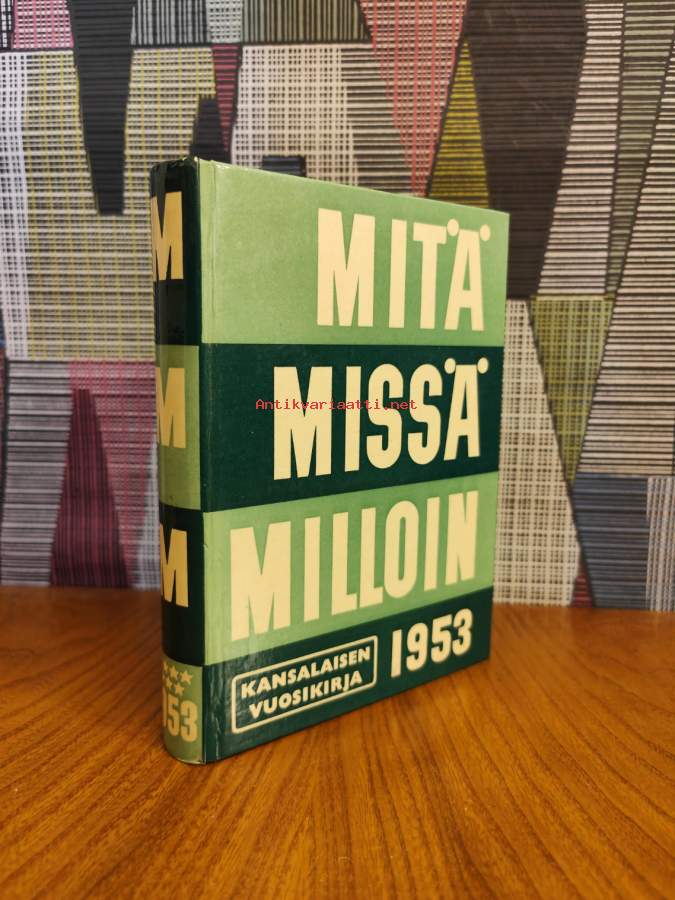 MITÄ
MISSÄ
MILLOIN
KANSALAISEN
VUOSIKIRJA
1953
M
M
M
1953
Antikvariaatti.net